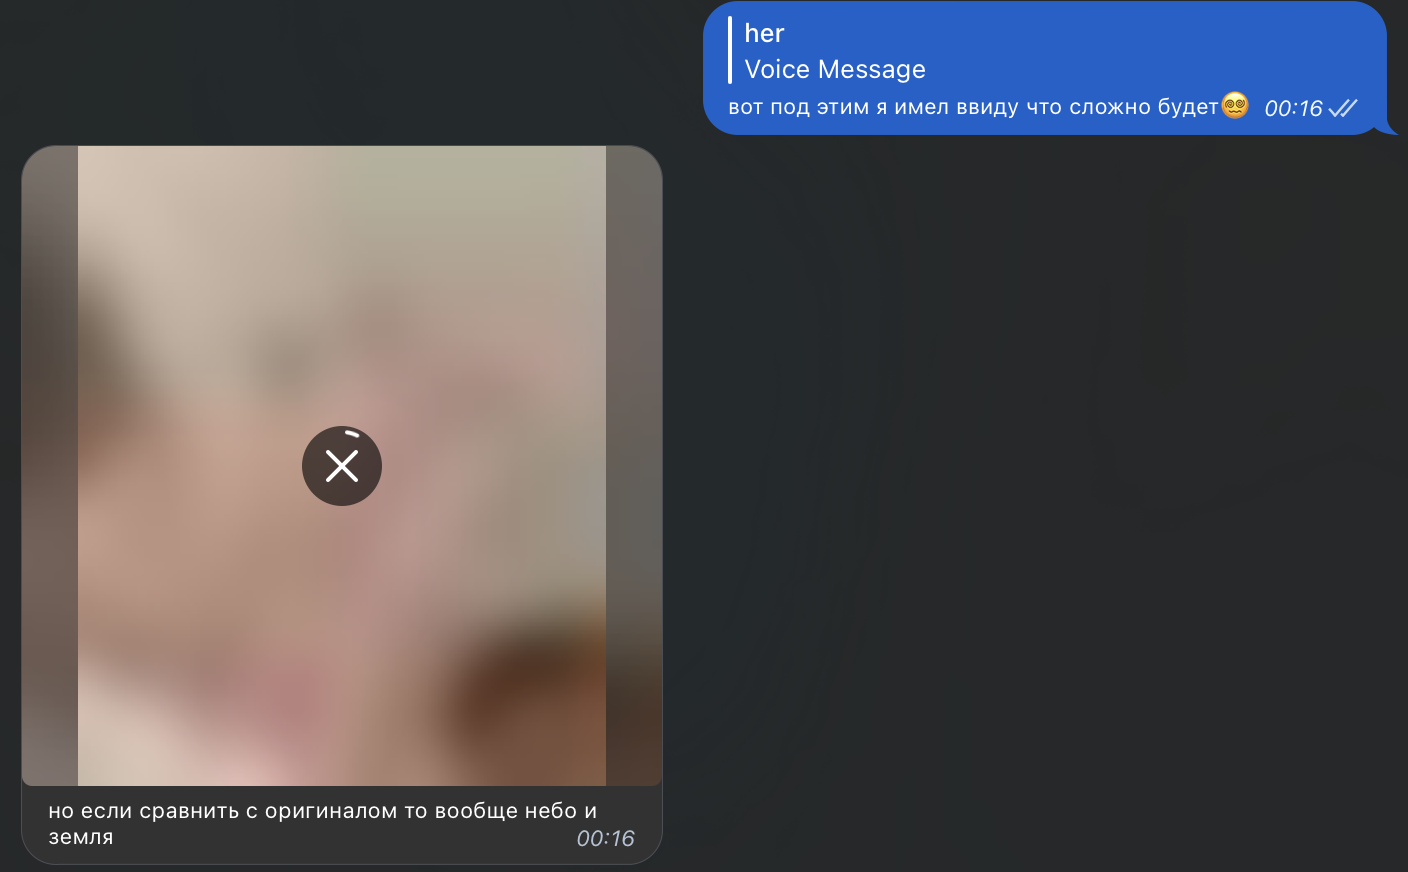 her
Voice Message
вот под этим я имел ввиду что сложно будет😵‍💫 00:16
но если сравнить с оригиналом то вообще небо и
земля 00:16